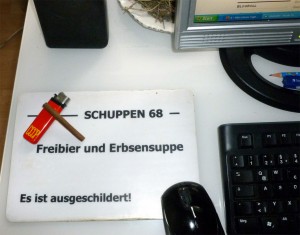 — SCHUPPEN 68 —
Freibier und Erbsensuppe
Es ist ausgeschildert!